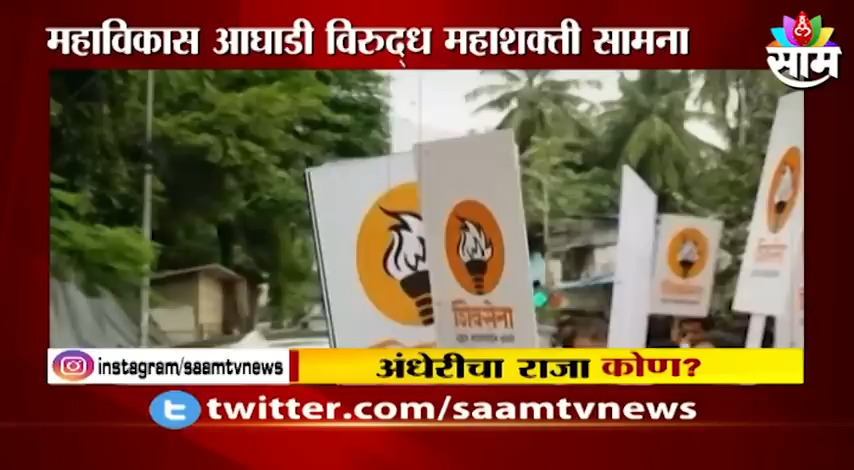 महाविकास आघाडी विरुद्ध महाशक्ती सामना
साम
शिवसेना
instagram/saamtvnews
अंधेरीचा राजा कोण?
twitter.com/saamtvnews